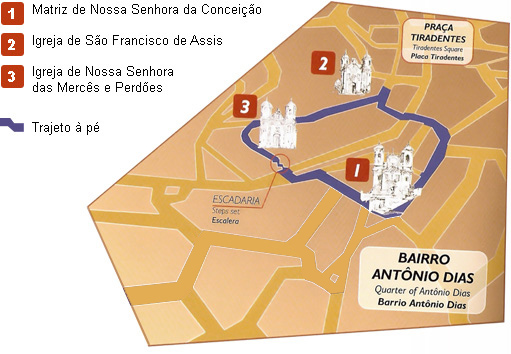 1 Matriz de Nossa Senhora da Conceição
2 Igreja de São Francisco de Assis
3 Igreja de Nossa Senhora
das Mercês e Perdões
Trajeto à pé
PRAÇA
TIRADENTES
Tiradentes Square
Placa Tiradentes
2
3
1
ESCADARIA
Steps set
Escalera
BAIRRO
ANTÔNIO DIAS
Quarter of Antônio Dias
Barrio Antônio Dias